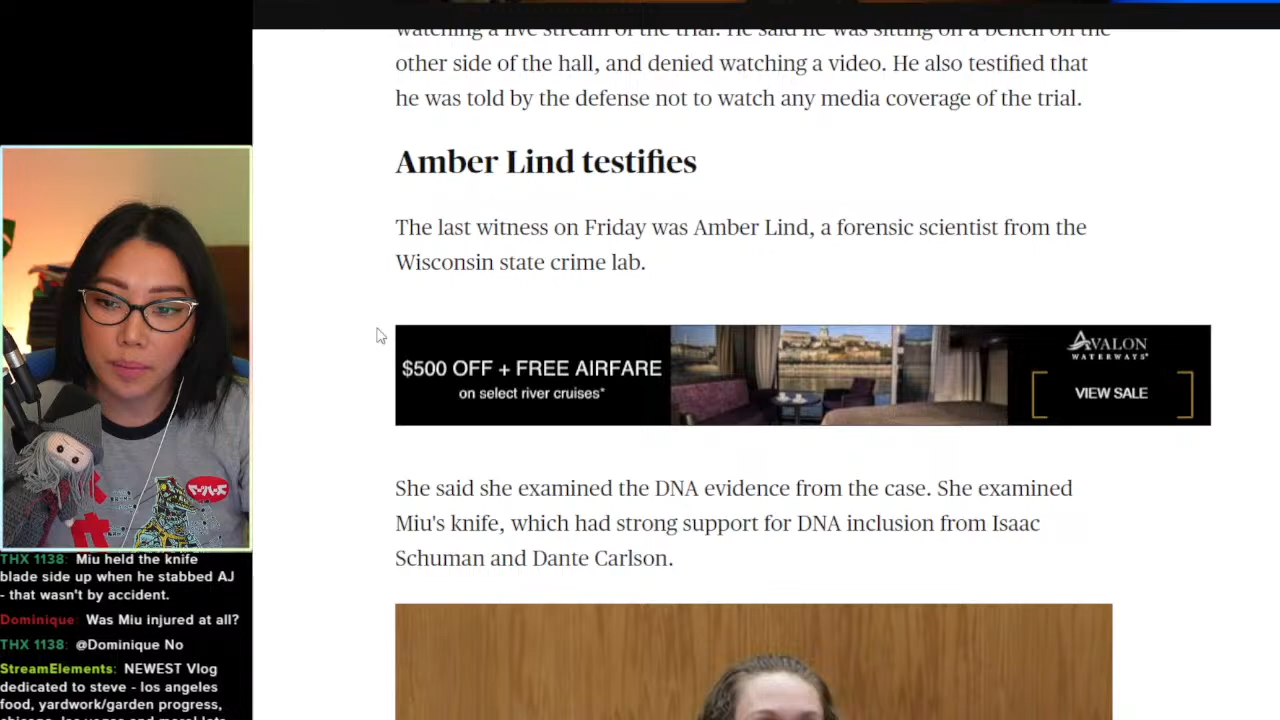 watching a live stream of the trial. He said he was sitting on a bench on the
other side of the hall, and denied watching a video. He also testified that
he was told by the defense not to watch any media coverage of the trial.
Amber Lind testifies
The last witness on Friday was Amber Lind, a forensic scientist from the
Wisconsin state crime lab.
$500 OFF + FREE AIRFARE
on select river cruises*
AVALON
WATERWAYS
VIEW SALE
She said she examined the DNA evidence from the case. She examined
Miu's knife, which had strong support for DNA inclusion from Isaac
Schuman and Dante Carlson.
THX 1138: Miu held the knife
blade side up when he stabbed AJ
- that wasn't by accident.
Dominique: Was Miu injured at all?
THX 1138: @Dominique No
StreamElements: NEWEST Vlog
dedicated to steve - los angeles
food, yardwork/garden progress,